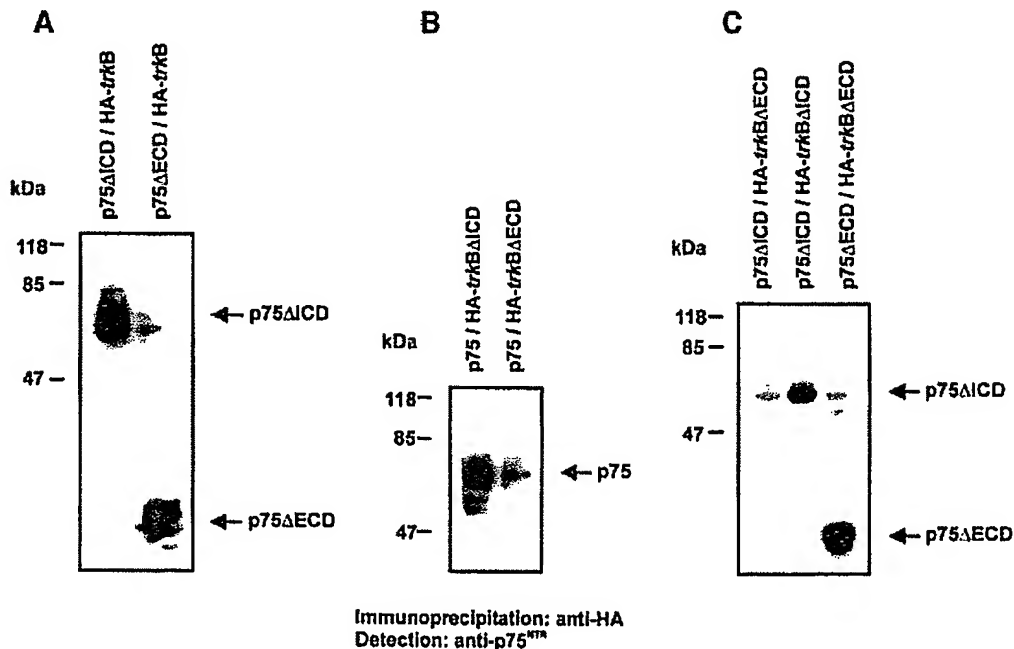 A
p75ΔICD / HA-trkB
p75ΔECD / HA-trkB
kDa
118
85
47
p75ΔICD
p75ΔECD
B
p75 / HA-trkBΔICD
p75 / HA-trkBΔECD
kDa
118
85
47
p75
C
p75ΔICD / HA-trkBΔECD
p75ΔICD / HA-trkBΔICD
p75ΔECD / HA-trkBΔECD
kDa
118
85
47
p75ΔICD
p75ΔECD
Immunoprecipitation: anti-HA
Detection: anti-p75NTR